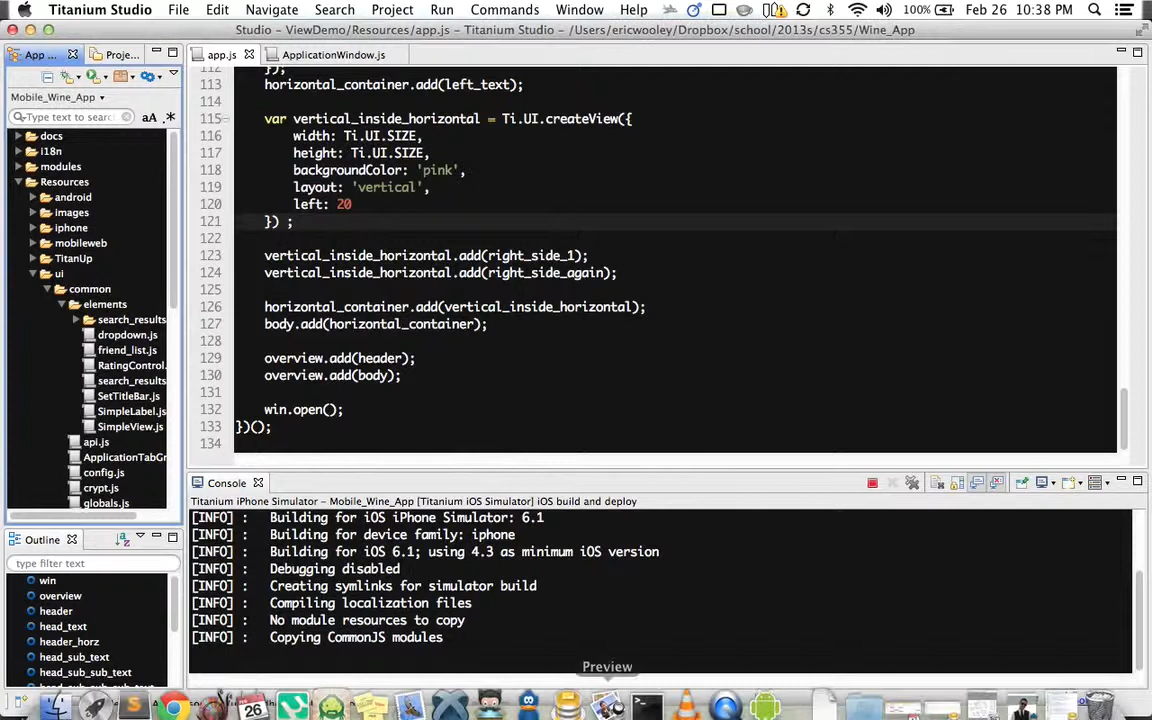 Titanium Studio File Edit Navigate Search Project Run Commands Window Help 100% Feb 26 10:38 PM
Studio – ViewDemo/Resources/app.js – Titanium Studio – /Users/ericwooley/Dropbox/school/2013s/cs355/Wine_App
App ... Proje...
app.js ApplicationWindow.js
Mobile_Wine_App
Type text to search
aA .*
docs
i18n
modules
Resources
android
images
iphone
mobileweb
TitanUp
ui
common
elements
search_results
dropdown.js
friend_list.js
RatingControl.
search_results
SetTitleBar.js
SimpleLabel.js
SimpleView.js
api.js
ApplicationTabGr
config.js
crypt.js
globals.js
112 });
113 horizontal_container.add(left_text);
114
115 var vertical_inside_horizontal = Ti.UI.createView({
116 width: Ti.UI.SIZE,
117 height: Ti.UI.SIZE,
118 backgroundColor: 'pink',
119 layout: 'vertical',
120 left: 20
121 }) ;
122
123 vertical_inside_horizontal.add(right_side_1);
124 vertical_inside_horizontal.add(right_side_again);
125
126 horizontal_container.add(vertical_inside_horizontal);
127 body.add(horizontal_container);
128
129 overview.add(header);
130 overview.add(body);
131
132 win.open();
133 })();
134
Outline
type filter text
win
overview
header
head_text
header_horz
head_sub_text
head_sub_sub_text
Console
Titanium iPhone Simulator – Mobile_Wine_App [Titanium iOS Simulator] iOS build and deploy
[INFO] : Building for iOS iPhone Simulator: 6.1
[INFO] : Building for device family: iphone
[INFO] : Building for iOS 6.1; using 4.3 as minimum iOS version
[INFO] : Debugging disabled
[INFO] : Creating symlinks for simulator build
[INFO] : Compiling localization files
[INFO] : No module resources to copy
[INFO] : Copying CommonJS modules
Preview
26